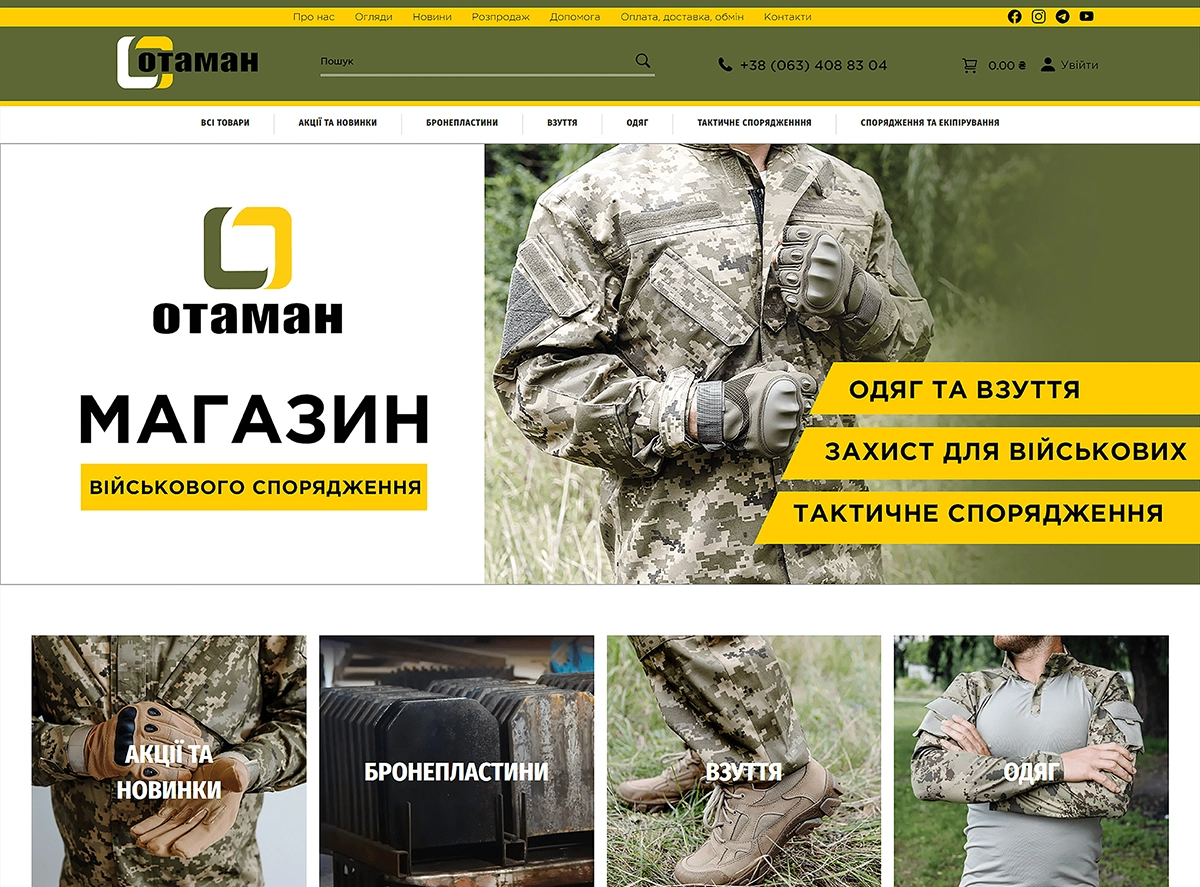 Про нас Огляди Новини Розпродаж Допомога Оплата, доставка, обмін Контакти
отаман
Пошук
+38 (063) 408 83 04
0.00 ₴
Увійти
ВСІ ТОВАРИ АКЦІЇ ТА НОВИНКИ БРОНЕПЛАСТИНИ ВЗУТТЯ ОДЯГ ТАКТИЧНЕ СПОРЯДЖЕНННЯ СПОРЯДЖЕННЯ ТА ЕКІПІРУВАННЯ
отаман
МАГАЗИН
ВІЙСЬКОВОГО СПОРЯДЖЕННЯ
ОДЯГ ТА ВЗУТТЯ
ЗАХИСТ ДЛЯ ВІЙСЬКОВИХ
ТАКТИЧНЕ СПОРЯДЖЕННЯ
АКЦІЇ ТА
НОВИНКИ
БРОНЕПЛАСТИНИ
ВЗУТТЯ
ОДЯГ